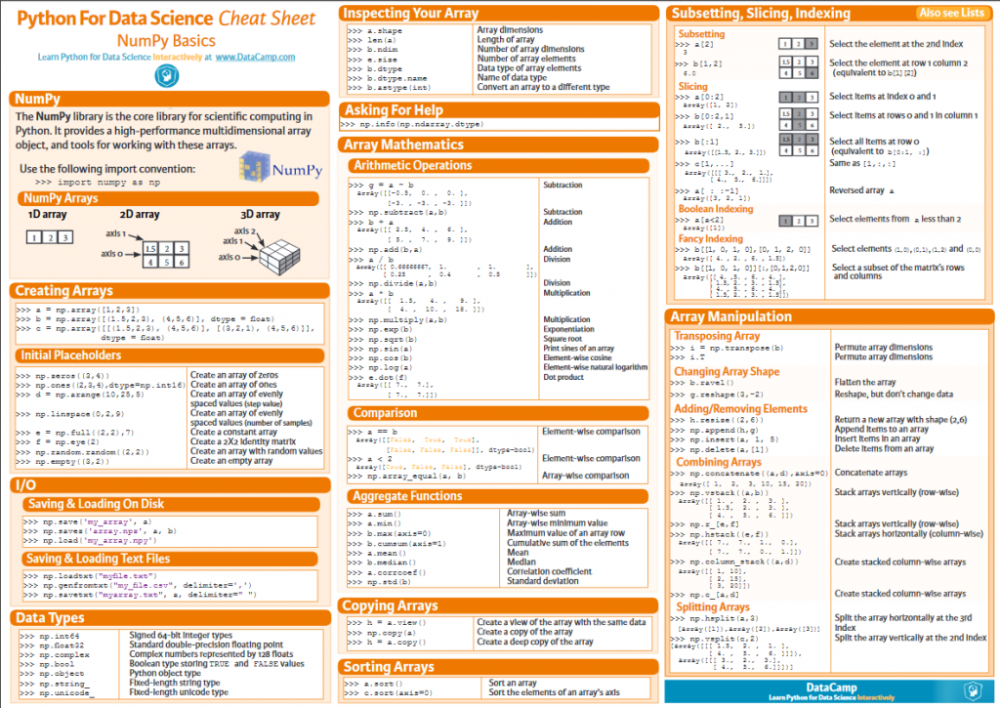 Python For Data Science Cheat Sheet
NumPy Basics
Learn Python for Data Science Interactively at www.DataCamp.com
NumPy
The NumPy library is the core library for scientific computing in
Python. It provides a high-performance multidimensional array
object, and tools for working with these arrays.
Use the following import convention:
>>> import numpy as np
NumPy
NumPy Arrays
1D array
2D array
3D array
1 2 3
axis 1
axis 0
1.5 2 3
4 5 6
axis 2
axis 1
axis 0
Creating Arrays
>>> a = np.array([1,2,3])
>>> b = np.array([(1.5,2,3), (4,5,6)], dtype = float)
>>> c = np.array([[(1.5,2,3), (4,5,6)], [(3,2,1), (4,5,6)]],
dtype = float)
Initial Placeholders
>>> np.zeros((3,4)) Create an array of zeros
>>> np.ones((2,3,4),dtype=np.int16) Create an array of ones
>>> d = np.arange(10,25,5) Create an array of evenly
spaced values (step value)
>>> np.linspace(0,2,9) Create an array of evenly
spaced values (number of samples)
>>> e = np.full((2,2),7) Create a constant array
>>> f = np.eye(2) Create a 2X2 identity matrix
>>> np.random.random((2,2)) Create an array with random values
>>> np.empty((3,2)) Create an empty array
I/O
Saving & Loading On Disk
>>> np.save('my_array', a)
>>> np.savez('array.npz', a, b)
>>> np.load('my_array.npy')
Saving & Loading Text Files
>>> np.loadtxt("myfile.txt")
>>> np.genfromtxt("my_file.csv", delimiter=',')
>>> np.savetxt("myarray.txt", a, delimiter=" ")
Data Types
>>> np.int64 Signed 64-bit integer types
>>> np.float32 Standard double-precision floating point
>>> np.complex Complex numbers represented by 128 floats
>>> np.bool Boolean type storing TRUE and FALSE values
>>> np.object Python object type
>>> np.string_ Fixed-length string type
>>> np.unicode_ Fixed-length unicode type
Inspecting Your Array
>>> a.shape Array dimensions
>>> len(a) Length of array
>>> b.ndim Number of array dimensions
>>> e.size Number of array elements
>>> b.dtype Data type of array elements
>>> b.dtype.name Name of data type
>>> b.astype(int) Convert an array to a different type
Asking For Help
>>> np.info(np.ndarray.dtype)
Array Mathematics
Arithmetic Operations
>>> g = a - b Subtraction
array([[-0.5, 0. , 0. ],
[-3. , -3. , -3. ]])
>>> np.subtract(a,b) Subtraction
>>> b + a Addition
array([[ 2.5, 4. , 6. ],
[ 5. , 7. , 9. ]])
>>> np.add(b,a) Addition
>>> a / b Division
array([[ 0.66666667, 1. , 1. ],
[ 0.25 , 0.4 , 0.5 ]])
>>> np.divide(a,b) Division
>>> a * b Multiplication
array([[ 1.5, 4. , 9. ],
[ 4. , 10. , 18. ]])
>>> np.multiply(a,b) Multiplication
>>> np.exp(b) Exponentiation
>>> np.sqrt(b) Square root
>>> np.sin(a) Print sines of an array
>>> np.cos(b) Element-wise cosine
>>> np.log(a) Element-wise natural logarithm
>>> e.dot(f) Dot product
array([[ 7., 7.],
[ 7., 7.]])
Comparison
>>> a == b Element-wise comparison
array([[False, True, True],
[False, False, False]], dtype=bool)
>>> a < 2 Element-wise comparison
array([True, False, False], dtype=bool)
>>> np.array_equal(a, b) Array-wise comparison
Aggregate Functions
>>> a.sum() Array-wise sum
>>> a.min() Array-wise minimum value
>>> b.max(axis=0) Maximum value of an array row
>>> b.cumsum(axis=1) Cumulative sum of the elements
>>> a.mean() Mean
>>> b.median() Median
>>> a.corrcoef() Correlation coefficient
>>> np.std(b) Standard deviation
Copying Arrays
>>> h = a.view() Create a view of the array with the same data
>>> np.copy(a) Create a copy of the array
>>> h = a.copy() Create a deep copy of the array
Sorting Arrays
>>> a.sort() Sort an array
>>> c.sort(axis=0) Sort the elements of an array's axis
Subsetting, Slicing, Indexing
Also see Lists
Subsetting
>>> a[2] 1 2 3 Select the element at the 2nd index
3
>>> b[1,2] 1.5 2 3 Select the element at row 1 column 2
6.0 4 5 6 (equivalent to b[1][2])
Slicing
>>> a[0:2] 1 2 3 Select items at index 0 and 1
array([1, 2])
>>> b[0:2,1] 1.5 2 3 Select items at rows 0 and 1 in column 1
array([ 2., 5.]) 4 5 6
>>> b[:1] 1.5 2 3 Select all items at row 0
array([[1.5, 2., 3.]]) 4 5 6 (equivalent to b[0:1, :])
>>> c[1,...] Same as [1,:,:]
array([[[ 3., 2., 1.],
[ 4., 5., 6.]]])
>>> a[ : :-1] Reversed array a
array([3, 2, 1])
Boolean Indexing
>>> a[a<2] 1 2 3 Select elements from a less than 2
array([1])
Fancy Indexing
>>> b[[1, 0, 1, 0],[0, 1, 2, 0]] Select elements (1,0),(0,1),(1,2) and (0,0)
array([ 4. , 2. , 6. , 1.5])
>>> b[[1, 0, 1, 0]][:,[0,1,2,0]] Select a subset of the matrix's rows
array([[ 4. , 5. , 6. , 4. ], and columns
[ 1.5, 2. , 3. , 1.5],
[ 4. , 5. , 6. , 4. ],
[ 1.5, 2. , 3. , 1.5]])
Array Manipulation
Transposing Array
>>> i = np.transpose(b) Permute array dimensions
>>> i.T Permute array dimensions
Changing Array Shape
>>> b.ravel() Flatten the array
>>> g.reshape(3,-2) Reshape, but don't change data
Adding/Removing Elements
>>> h.resize((2,6)) Return a new array with shape (2,6)
>>> np.append(h,g) Append items to an array
>>> np.insert(a, 1, 5) Insert items in an array
>>> np.delete(a,[1]) Delete items from an array
Combining Arrays
>>> np.concatenate((a,d),axis=0) Concatenate arrays
array([ 1, 2, 3, 10, 15, 20])
>>> np.vstack((a,b)) Stack arrays vertically (row-wise)
array([[ 1. , 2. , 3. ],
[ 1.5, 2. , 3. ],
[ 4. , 5. , 6. ]])
>>> np.r_[e,f] Stack arrays vertically (row-wise)
>>> np.hstack((e,f)) Stack arrays horizontally (column-wise)
array([[ 7., 7., 1., 0.],
[ 7., 7., 0., 1.]])
>>> np.column_stack((a,d)) Create stacked column-wise arrays
array([[ 1, 10],
[ 2, 15],
[ 3, 20]])
>>> np.c_[a,d] Create stacked column-wise arrays
Splitting Arrays
>>> np.hsplit(a,3) Split the array horizontally at the 3rd
[array([1]),array([2]),array([3])] index
>>> np.vsplit(c,2) Split the array vertically at the 2nd index
[array([[[ 1.5, 2. , 1. ],
[ 4. , 5. , 6. ]]]),
array([[[ 3., 2., 3.],
[ 4., 5., 6.]]])]
DataCamp
Learn Python for Data Science Interactively